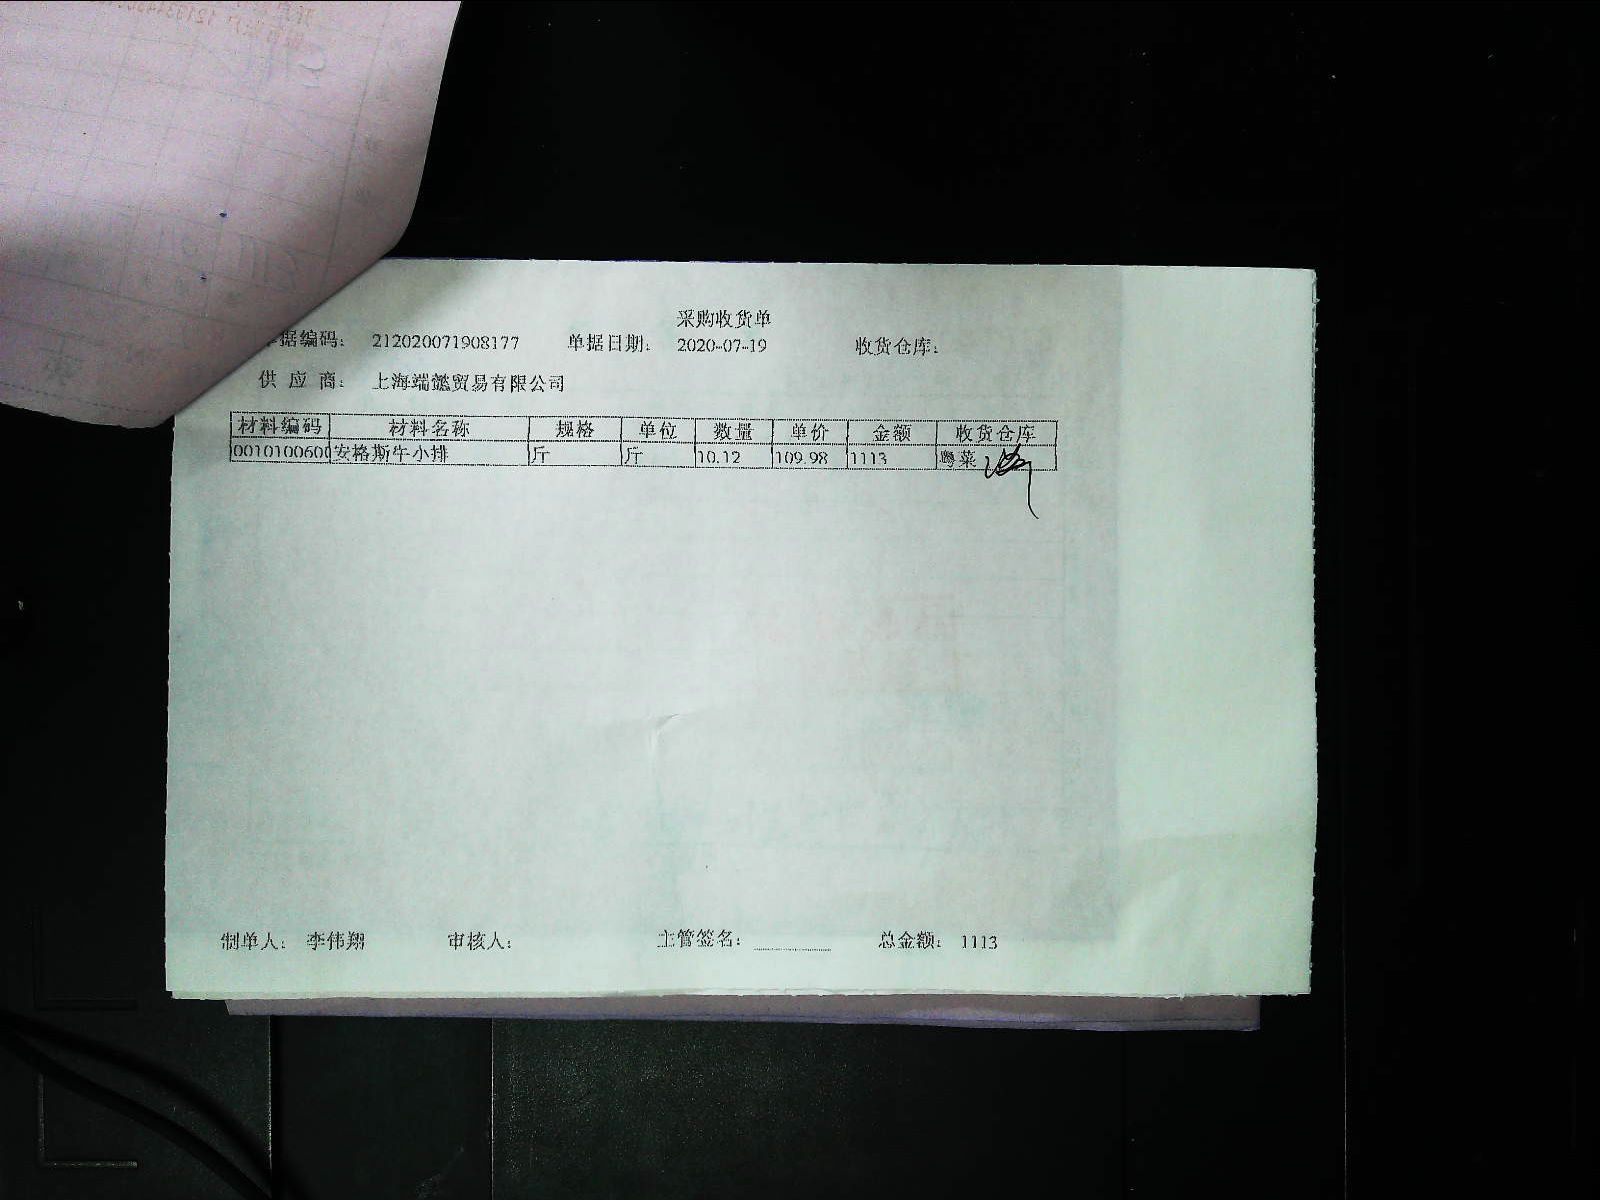 采购收货单
据编码: 212020071908177 单据日期: 2020-07-19 收货仓库:
供应商: 上海端懿贸易有限公司
材料编码 材料名称 规格 单位 数量 单价 金额 收货仓库
0010100600 安格斯牛小排 斤 斤 10.12 109.98 1113 粤菜
制单人: 李伟翔 审核人: 主管签名: 总金额: 1113